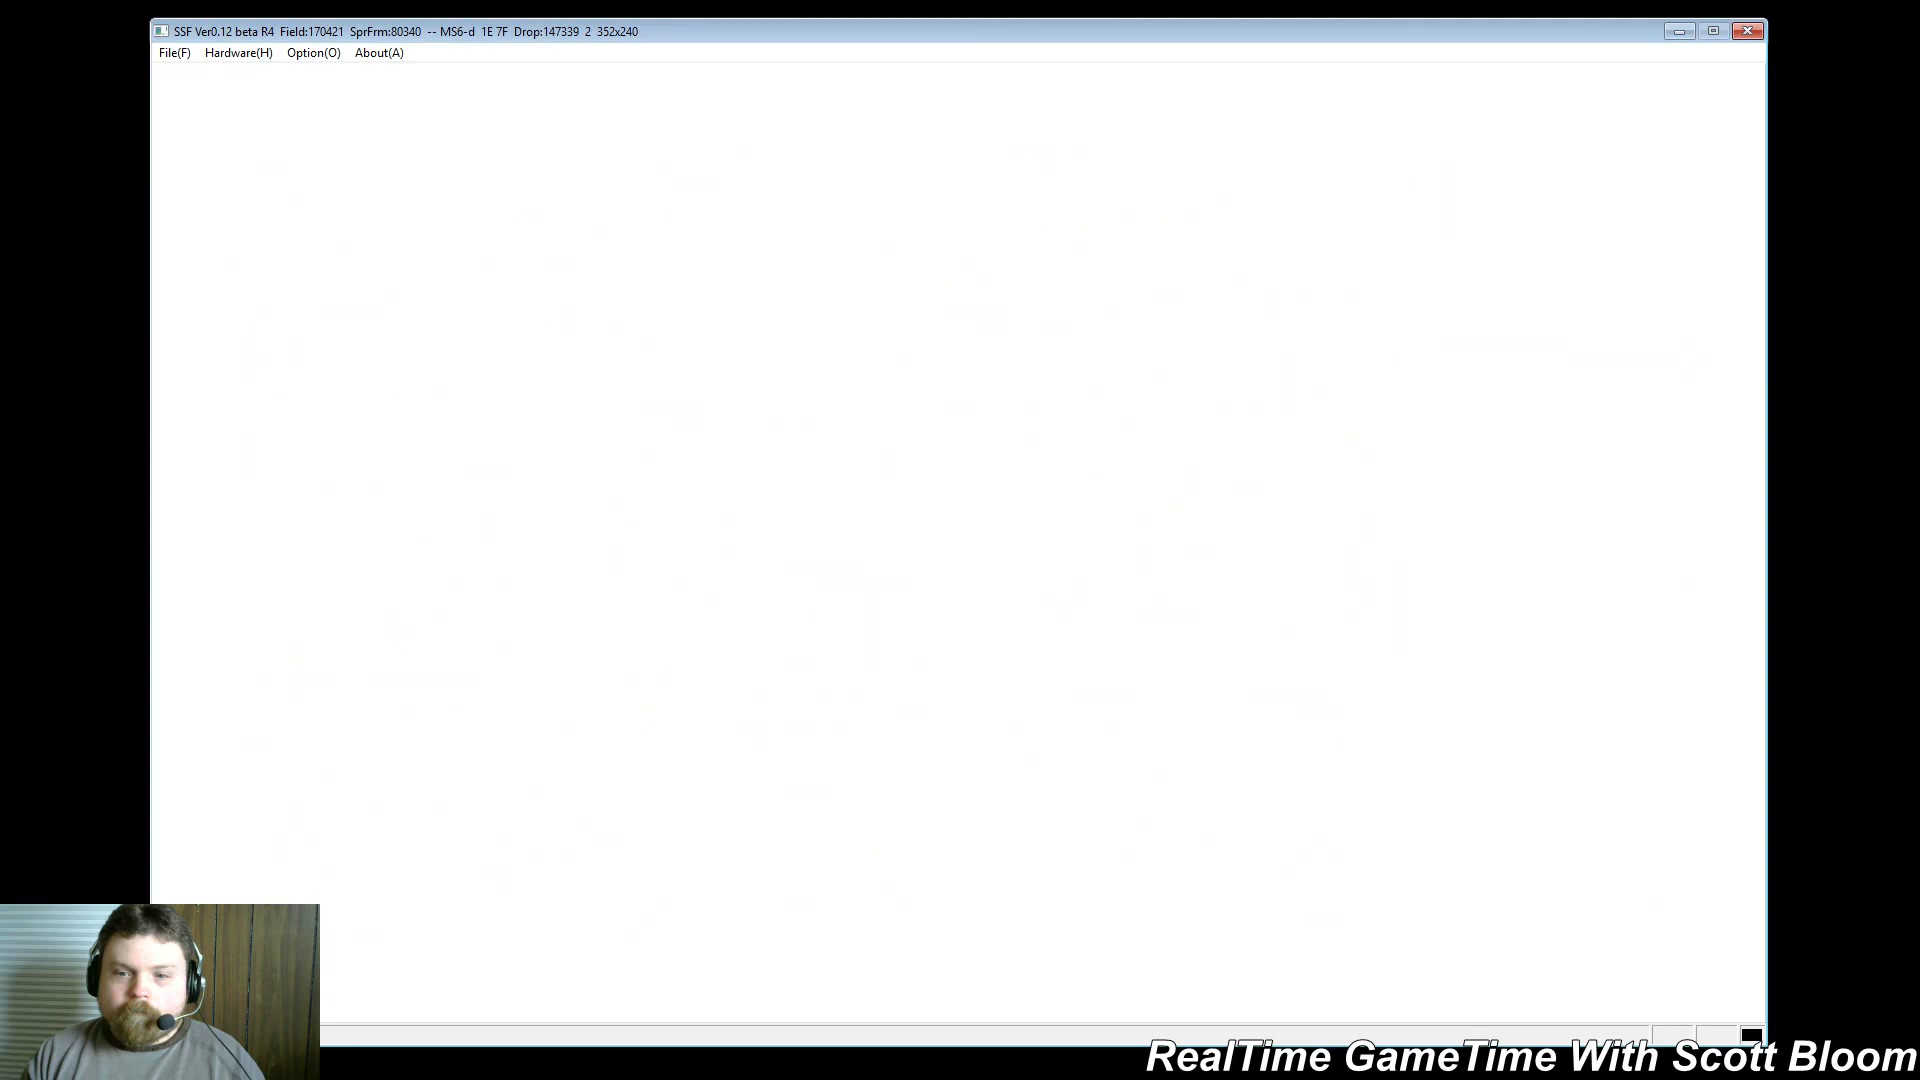 SSF Ver0.12 beta R4 Field:170421 SprFrm:80340 -- MS6-d 1E 7F Drop:147339 2 352x240
File(F) Hardware(H) Option(O) About(A)
RealTime GameTime With Scott Bloom